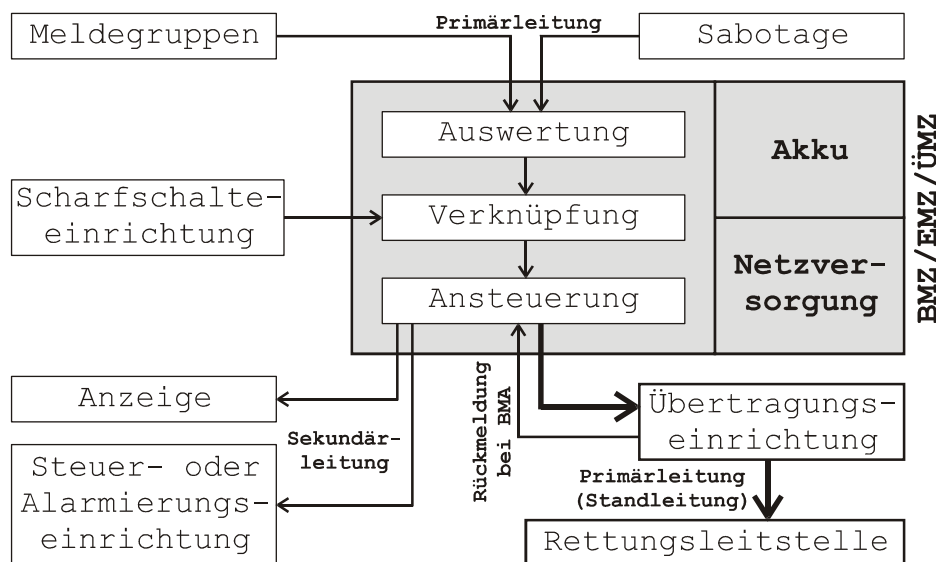 Meldegruppen
Primärleitung
Sabotage
Auswertung
Akku
BMZ/EMZ/ÜMZ
Scharfschalte-
einrichtung
Verknüpfung
Netzver-
sorgung
Ansteuerung
Anzeige
Rückmeldung
bei BMA
Übertragungs-
einrichtung
Sekundär-
leitung
Steuer- oder
Alarmierungs-
einrichtung
Primärleitung
(Standleitung)
Rettungsleitstelle